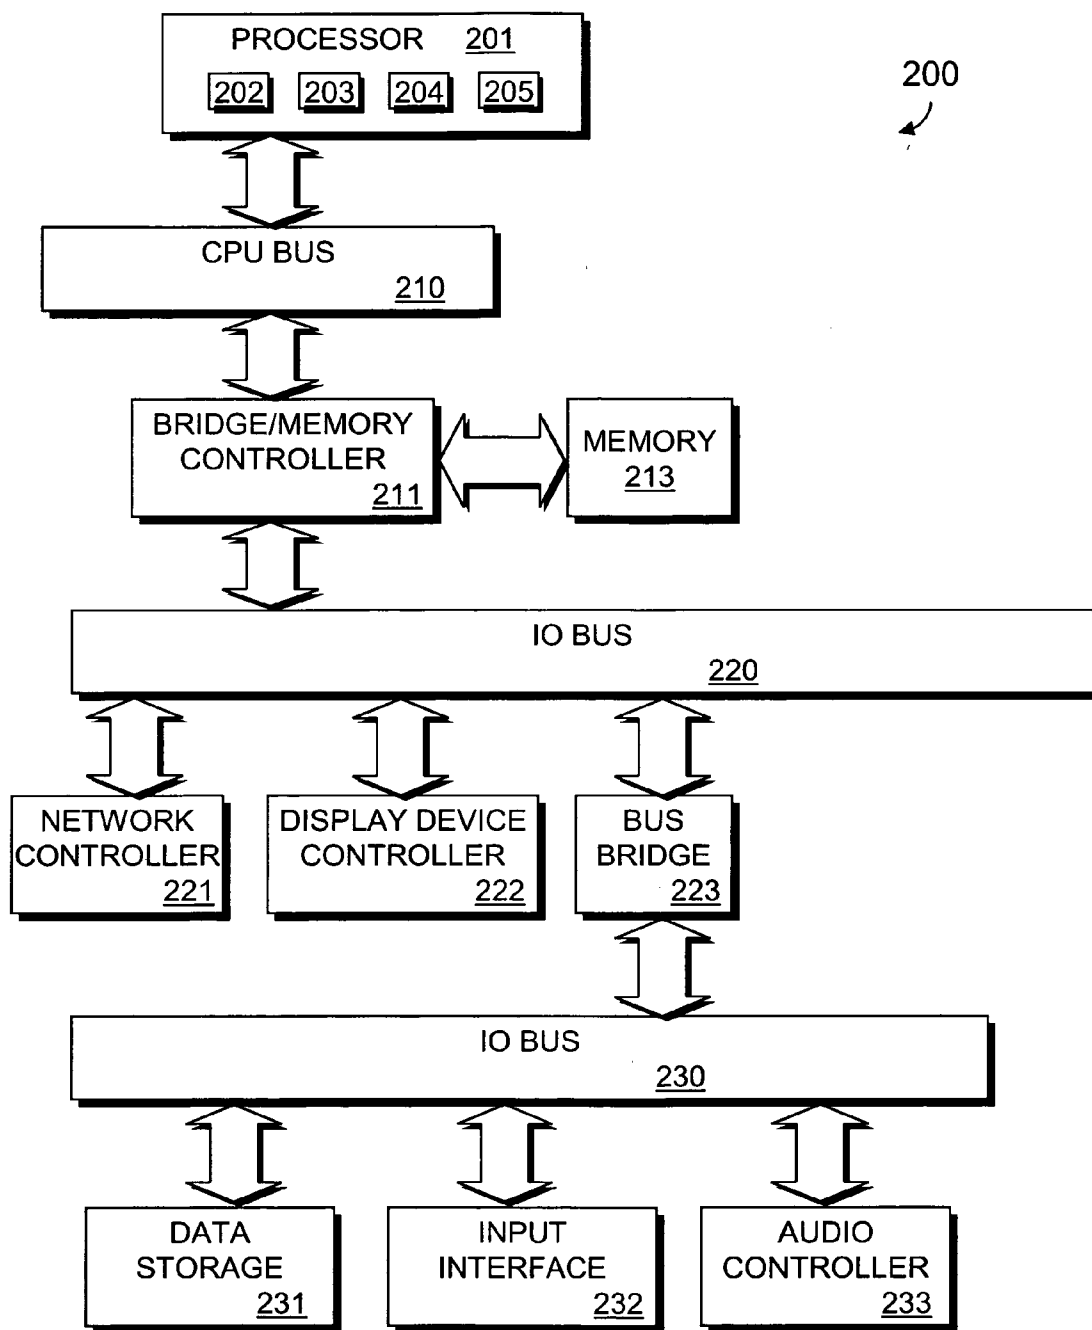 PROCESSOR 201
202 203 204 205
200
CPU BUS
210
BRIDGE/MEMORY
CONTROLLER
211
MEMORY
213
IO BUS
220
NETWORK
CONTROLLER
221
DISPLAY DEVICE
CONTROLLER
222
BUS
BRIDGE
223
IO BUS
230
DATA
STORAGE
231
INPUT
INTERFACE
232
AUDIO
CONTROLLER
233